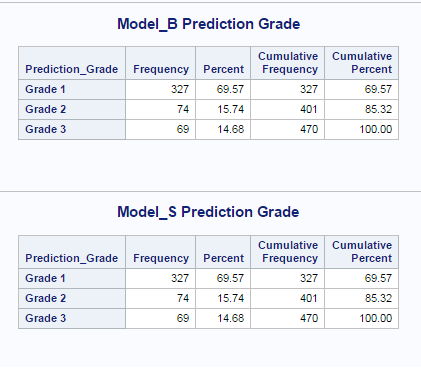 Model_B Prediction Grade
Cumulative Cumulative
Prediction_Grade Frequency Percent Frequency Percent
Grade 1 327 69.57 327 69.57
Grade 2 74 15.74 401 85.32
Grade 3 69 14.68 470 100.00
Model_S Prediction Grade
Cumulative Cumulative
Prediction_Grade Frequency Percent Frequency Percent
Grade 1 327 69.57 327 69.57
Grade 2 74 15.74 401 85.32
Grade 3 69 14.68 470 100.00